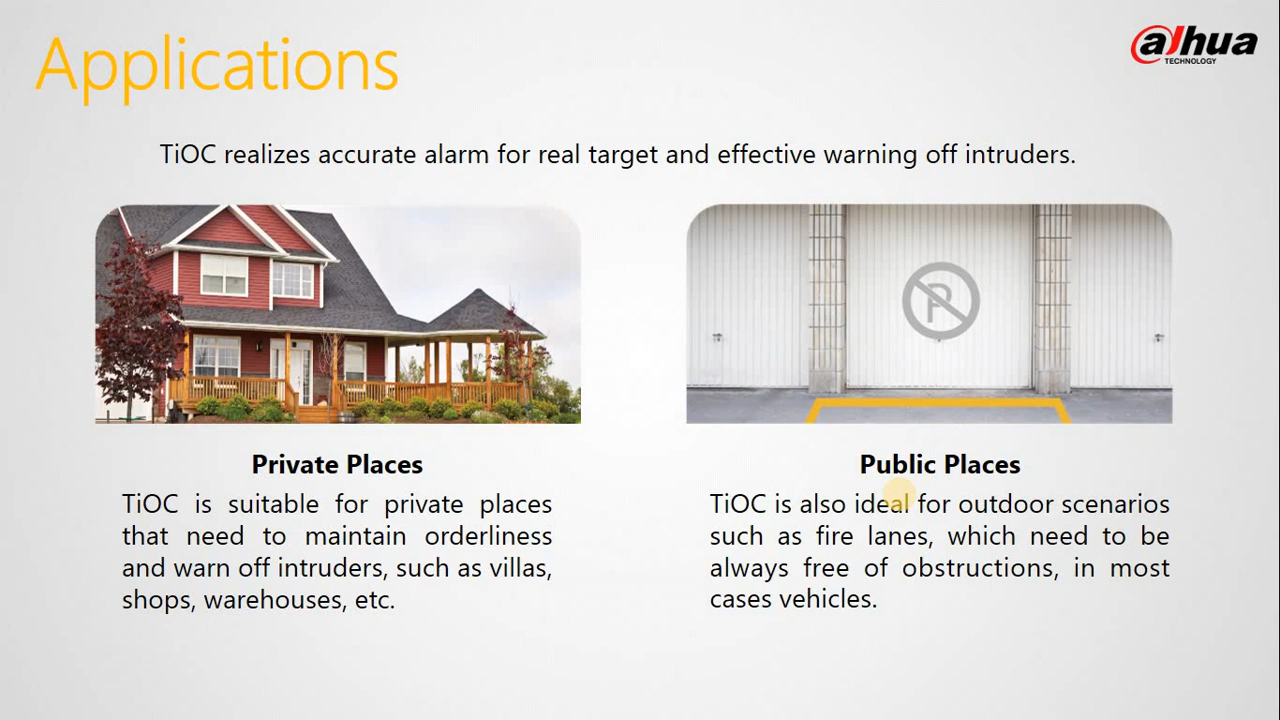 Applications
alhua
TECHNOLOGY
TiOC realizes accurate alarm for real target and effective warning off intruders.
P
Private Places
TiOC is suitable for private places
that need to maintain orderliness
and warn off intruders, such as villas,
shops, warehouses, etc.
Public Places
TiOC is also ideal for outdoor scenarios
such as fire lanes, which need to be
always free of obstructions, in most
cases vehicles.